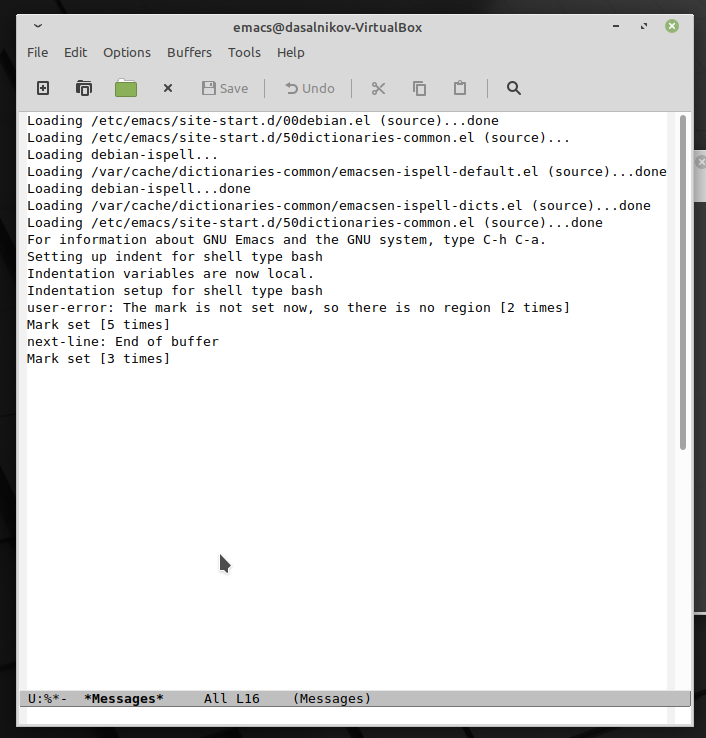 emacs@dasalnikov-VirtualBox
File Edit Options Buffers Tools Help
Save Undo
Loading /etc/emacs/site-start.d/00debian.el (source)...done
Loading /etc/emacs/site-start.d/50dictionaries-common.el (source)...
Loading debian-ispell...
Loading /var/cache/dictionaries-common/emacsen-ispell-default.el (source)...done
Loading debian-ispell...done
Loading /var/cache/dictionaries-common/emacsen-ispell-dicts.el (source)...done
Loading /etc/emacs/site-start.d/50dictionaries-common.el (source)...done
For information about GNU Emacs and the GNU system, type C-h C-a.
Setting up indent for shell type bash
Indentation variables are now local.
Indentation setup for shell type bash
user-error: The mark is not set now, so there is no region [2 times]
Mark set [5 times]
next-line: End of buffer
Mark set [3 times]
U:%*-  *Messages*     All L16    (Messages)